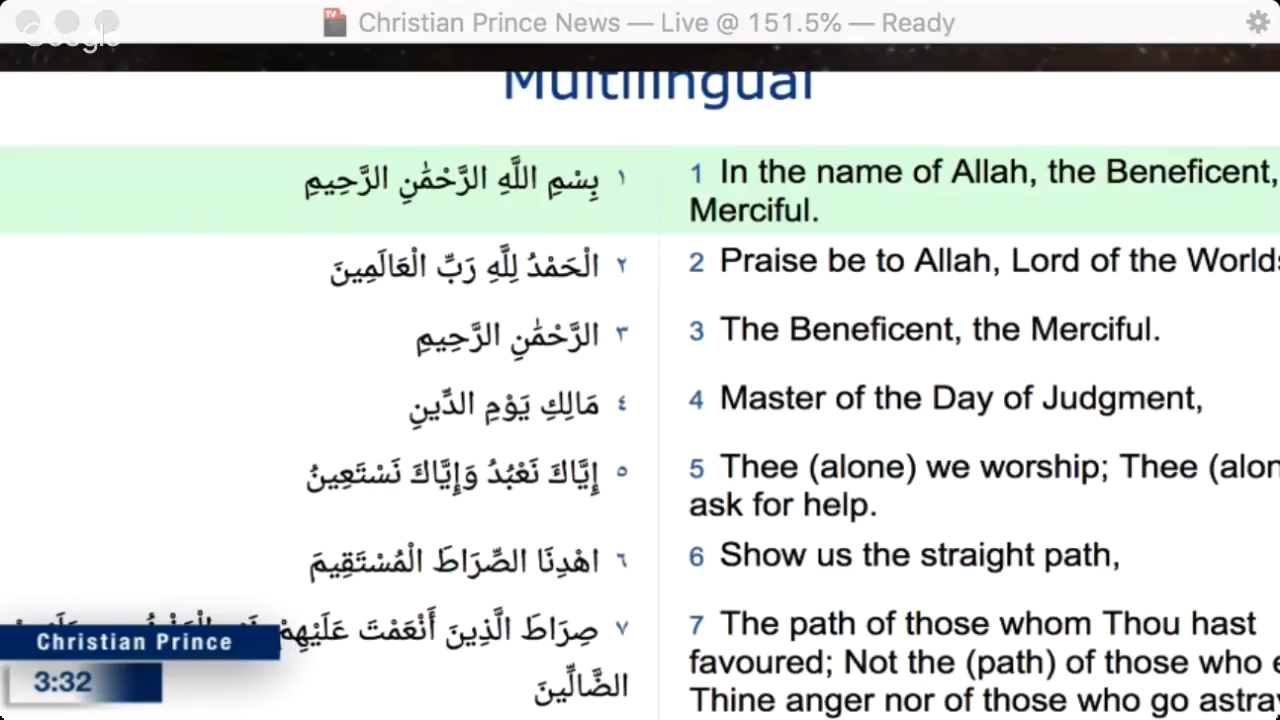 Christian Prince News — Live @ 151.5% — Ready
Google
Multilingual
بِسْمِ اللَّهِ الرَّحْمَٰنِ الرَّحِيمِ ١
1 In the name of Allah, the Beneficent,
Merciful.
الْحَمْدُ لِلَّهِ رَبِّ الْعَالَمِينَ ٢
2 Praise be to Allah, Lord of the Worlds
الرَّحْمَٰنِ الرَّحِيمِ ٣
3 The Beneficent, the Merciful.
مَالِكِ يَوْمِ الدِّينِ ٤
4 Master of the Day of Judgment,
إِيَّاكَ نَعْبُدُ وَإِيَّاكَ نَسْتَعِينُ ٥
5 Thee (alone) we worship; Thee (alon
ask for help.
اهْدِنَا الصِّرَاطَ الْمُسْتَقِيمَ ٦
6 Show us the straight path,
صِرَاطَ الَّذِينَ أَنْعَمْتَ عَلَيْهِمْ ٧
الضَّالِّينَ
7 The path of those whom Thou hast
favoured; Not the (path) of those who e
Thine anger nor of those who go astray
Christian Prince
3:32